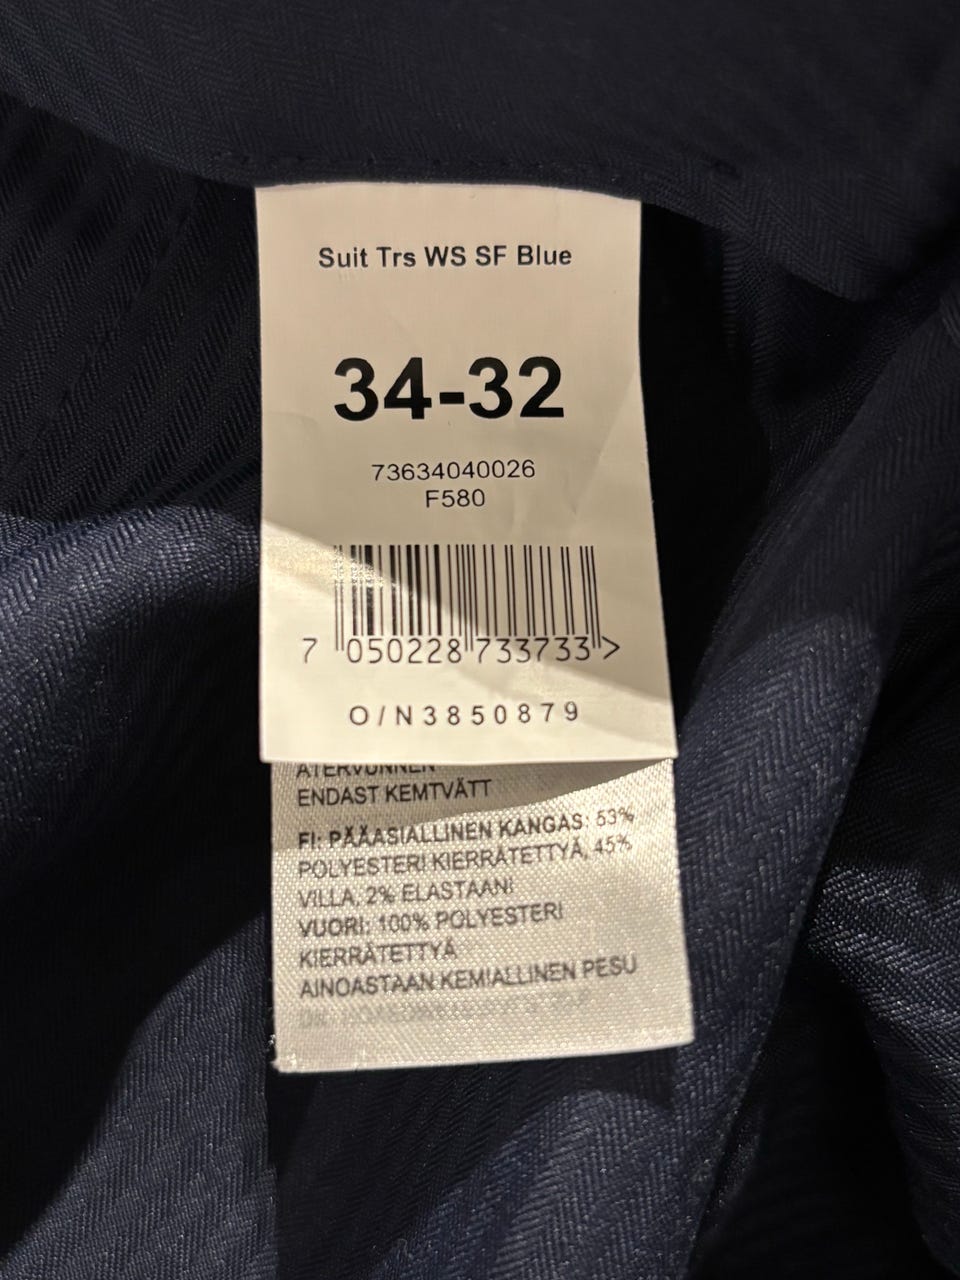 Suit Trs WS SF Blue
34-32
73634040026
F580
7 050228 733733 >
O/N3850879
ÅTERVUNNEN
ENDAST KEMTVÄTT
FI: PÄÄASIALLINEN KANGAS: 53%
POLYESTERI KIERRÄTETTYÄ, 45%
VILLA, 2% ELASTAANI
VUORI: 100% POLYESTERI
KIERRÄTETTYÄ
AINOASTAAN KEMIALLINEN PESU